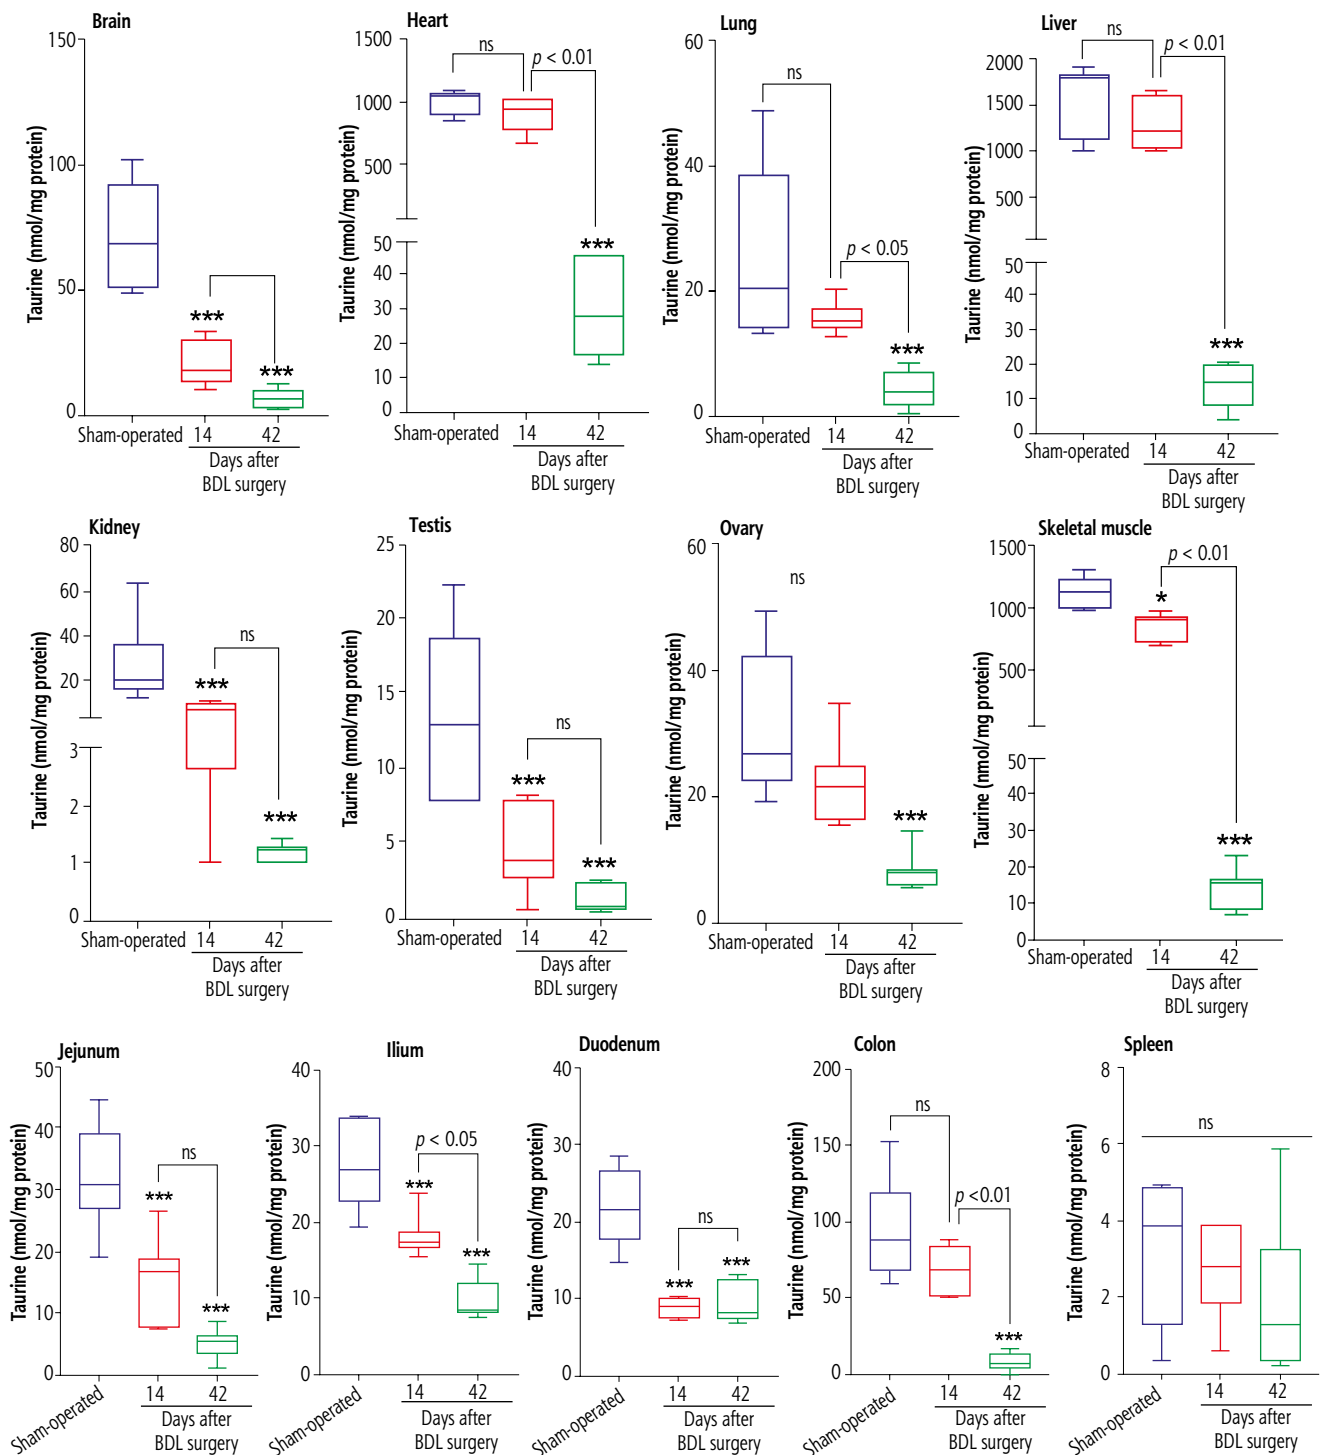 Brain
Taurine (nmol/mg protein)
150
100
50
0
***
***
Sham-operated 14 42
Days after
BDL surgery
Heart
Taurine (nmol/mg protein)
1500
1000
500
50
40
30
20
10
0
ns
p < 0.01
***
Sham-operated 14 42
Days after
BDL surgery
Lung
Taurine (nmol/mg protein)
60
40
20
0
ns
p < 0.05
***
Sham-operated 14 42
Days after
BDL surgery
Liver
Taurine (nmol/mg protein)
2000
1500
1000
500
50
40
30
20
10
0
ns
p < 0.01
***
Sham-operated 14 42
Days after
BDL surgery
Kidney
Taurine (nmol/mg protein)
80
60
40
20
3
2
1
0
ns
***
***
Sham-operated 14 42
Days after
BDL surgery
Testis
Taurine (nmol/mg protein)
25
20
15
10
5
0
ns
***
***
Sham-operated 14 42
Days after
BDL surgery
Ovary
Taurine (nmol/mg protein)
60
40
20
0
ns
***
Sham-operated 14 42
Days after
BDL surgery
Skeletal muscle
Taurine (nmol/mg protein)
1500
1000
500
50
40
30
20
10
0
p < 0.01
*
***
Sham-operated 14 42
Days after
BDL surgery
Jejunum
Taurine (nmol/mg protein)
50
40
30
20
10
0
ns
***
***
Sham-operated 14 42
Days after
BDL surgery
Ilium
Taurine (nmol/mg protein)
40
30
20
10
0
p < 0.05
***
***
Sham-operated 14 42
Days after
BDL surgery
Duodenum
Taurine (nmol/mg protein)
40
30
20
10
0
ns
***
***
Sham-operated 14 42
Days after
BDL surgery
Colon
Taurine (nmol/mg protein)
200
150
100
50
0
ns
p <0.01
***
Sham-operated 14 42
Days after
BDL surgery
Spleen
Taurine (nmol/mg protein)
8
6
4
2
0
ns
Sham-operated 14 42
Days after
BDL surgery